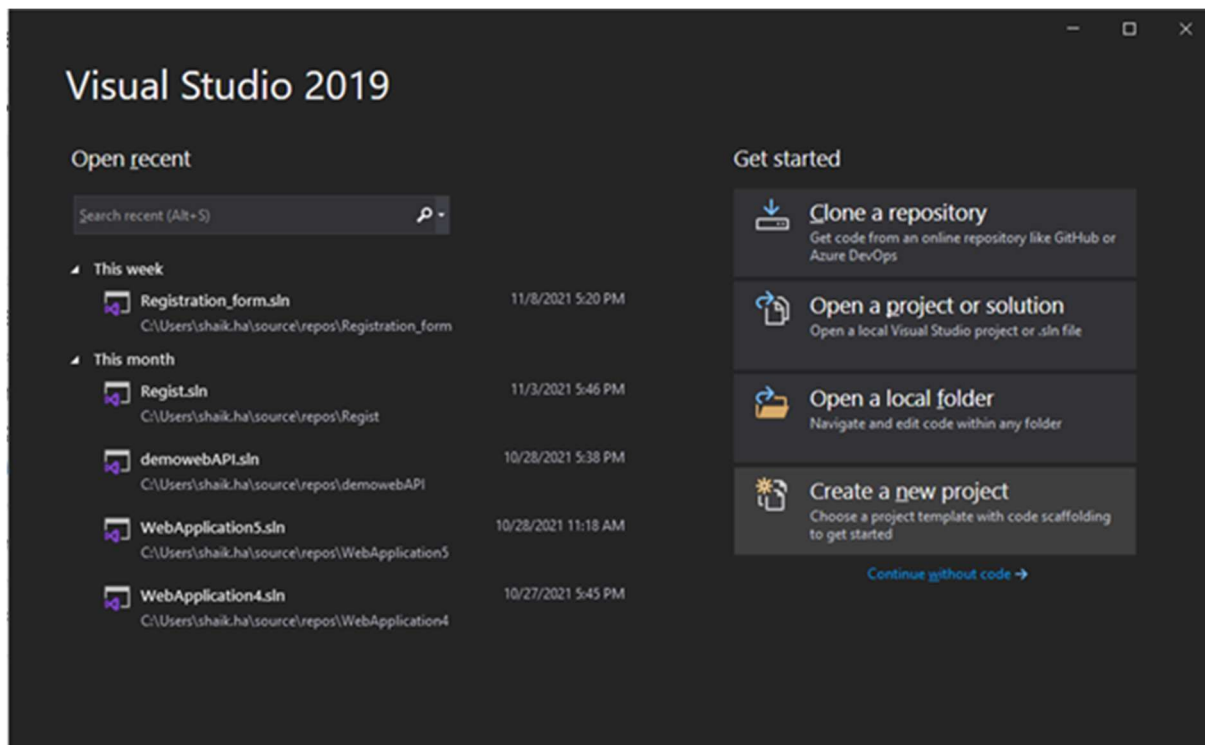 Visual Studio 2019
Open recent
Search recent (Alt+S)
This week
Registration_form.sln 11/8/2021 5:20 PM
C:\Users\shaik.ha\source\repos\Registration_form
This month
Regist.sln 11/3/2021 5:46 PM
C:\Users\shaik.ha\source\repos\Regist
demowebAPI.sln 10/28/2021 5:38 PM
C:\Users\shaik.ha\source\repos\demowebAPI
WebApplication5.sln 10/28/2021 11:18 AM
C:\Users\shaik.ha\source\repos\WebApplication5
WebApplication4.sln 10/27/2021 5:45 PM
C:\Users\shaik.ha\source\repos\WebApplication4
Get started
Clone a repository
Get code from an online repository like GitHub or
Azure DevOps
Open a project or solution
Open a local Visual Studio project or .sln file
Open a local folder
Navigate and edit code within any folder
Create a new project
Choose a project template with code scaffolding
to get started
Continue without code →